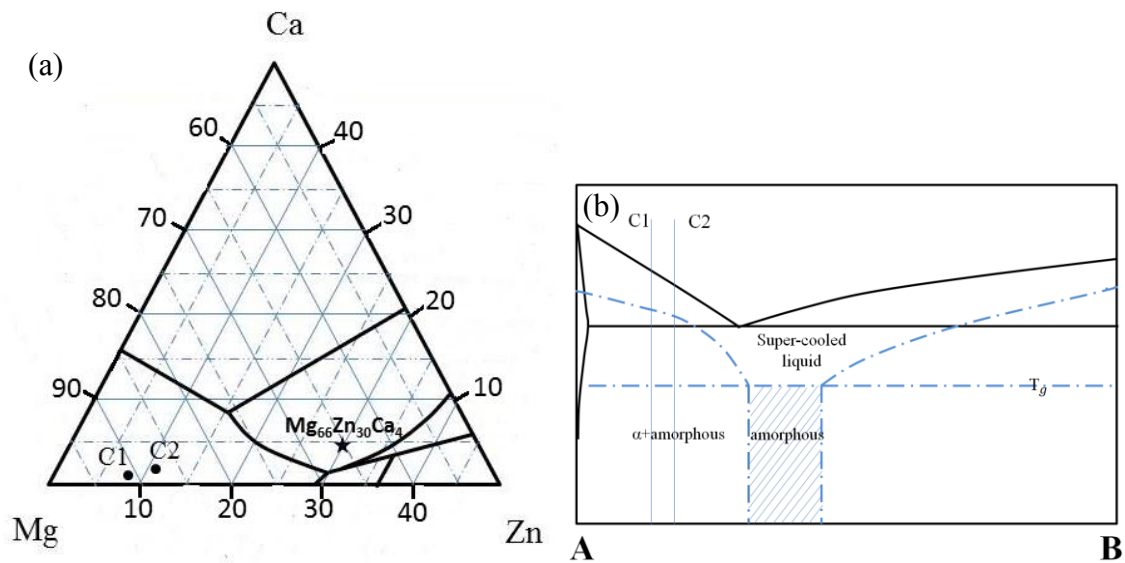 Ca
(a)
60
40
70
30
80
20
90
10
Mg₆₆Zn₃₀Ca₄
C1
C2
10
20
30
40
Mg
Zn
(b)
C1
C2
Super-cooled
liquid
Tg
α+amorphous
amorphous
A
B